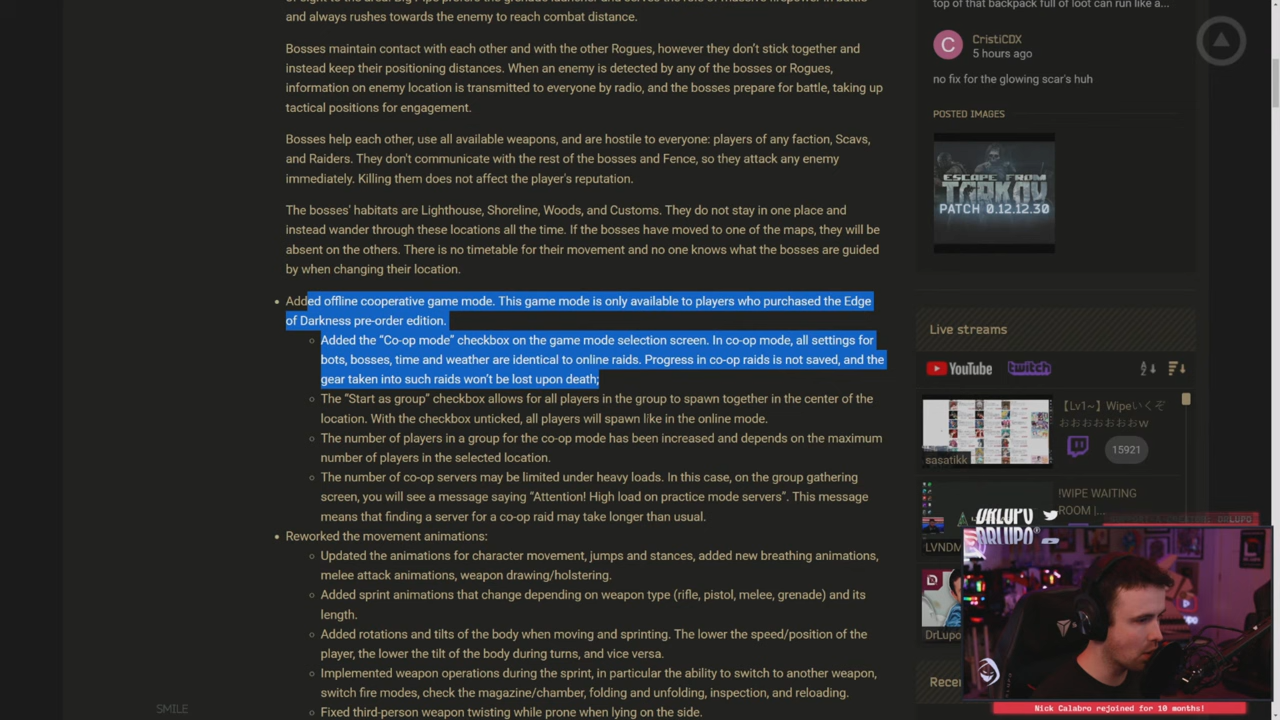 and always rushes towards the enemy to reach combat distance.
Bosses maintain contact with each other and with the other Rogues, however they don't stick together and
instead keep their positioning distances. When an enemy is detected by any of the bosses or Rogues,
information on enemy location is transmitted to everyone by radio, and the bosses prepare for battle, taking up
tactical positions for engagement.
Bosses help each other, use all available weapons, and are hostile to everyone: players of any faction, Scavs,
and Raiders. They don't communicate with the rest of the bosses and Fence, so they attack any enemy
immediately. Killing them does not affect the player's reputation.
The bosses' habitats are Lighthouse, Shoreline, Woods, and Customs. They do not stay in one place and
instead wander through these locations all the time. If the bosses have moved to one of the maps, they will be
absent on the others. There is no timetable for their movement and no one knows what the bosses are guided
by when changing their location.
• Added offline cooperative game mode. This game mode is only available to players who purchased the Edge
of Darkness pre-order edition.
◦ Added the “Co-op mode” checkbox on the game mode selection screen. In co-op mode, all settings for
bots, bosses, time and weather are identical to online raids. Progress in co-op raids is not saved, and the
gear taken into such raids won’t be lost upon death;
◦ The “Start as group” checkbox allows for all players in the group to spawn together in the center of the
location. With the checkbox unticked, all players will spawn like in the online mode.
◦ The number of players in a group for the co-op mode has been increased and depends on the maximum
number of players in the selected location.
◦ The number of co-op servers may be limited under heavy loads. In this case, on the group gathering
screen, you will see a message saying “Attention! High load on practice mode servers”. This message
means that finding a server for a co-op raid may take longer than usual.
• Reworked the movement animations:
◦ Updated the animations for character movement, jumps and stances, added new breathing animations,
melee attack animations, weapon drawing/holstering.
◦ Added sprint animations that change depending on weapon type (rifle, pistol, melee, grenade) and its
length.
◦ Added rotations and tilts of the body when moving and sprinting. The lower the speed/position of the
player, the lower the tilt of the body during turns, and vice versa.
◦ Implemented weapon operations during the sprint, in particular the ability to switch to another weapon,
switch fire modes, check the magazine/chamber, folding and unfolding, inspection, and reloading.
◦ Fixed third-person weapon twisting while prone when lying on the side.
SMILE
top of that backpack full of loot can run like a...
C
CristiCOX
5 hours ago
no fix for the glowing scar's huh
POSTED IMAGES
ESCAPE FROM
TARKOV
PATCH 0.12.12.30
Live streams
YouTube
twitch
【Lv1~】Wipeいくぞ
おおおおおおおw
15921
sasatikk
!WIPE WAITING
ROOM |...
LVNDM
DRLUPO
DRLUPO
DrLupo
Recen
Nick Calabro rejoined for 10 months!